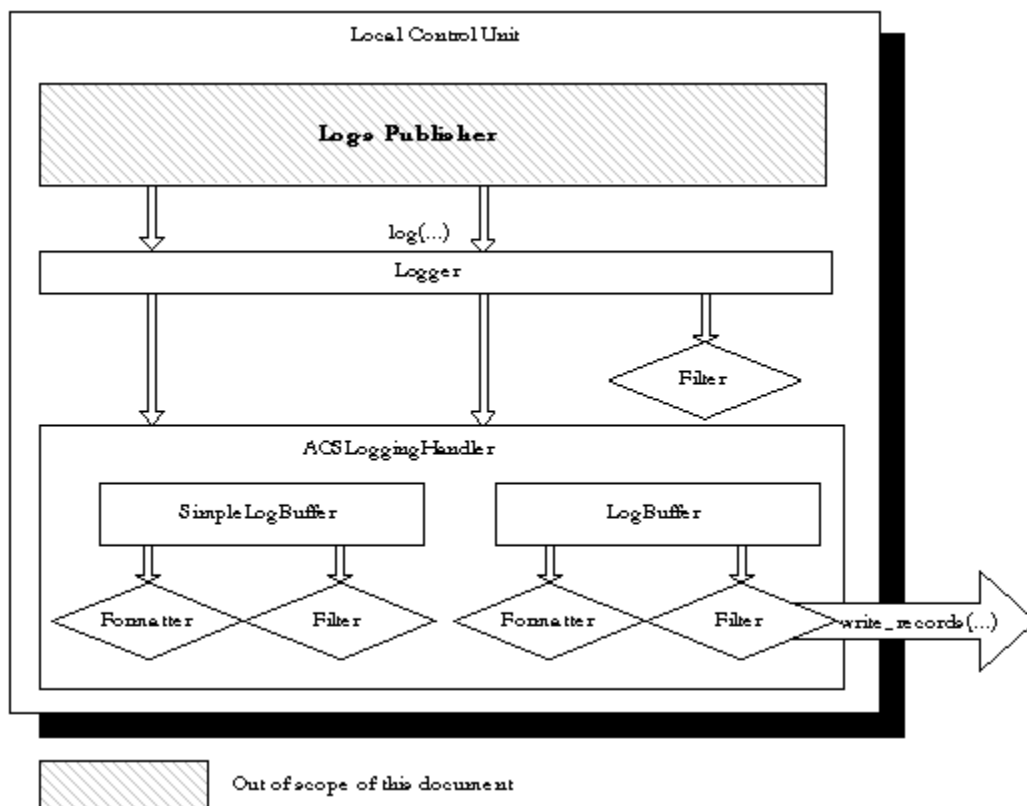 Local Control Unit
Logs Publisher
log(...)
Logger
Filter
ACSLoggingHandler
SimpleLogBuffer
LogBuffer
Formatter
Filter
Formatter
Filter
write_records(...)
Out of scope of this document